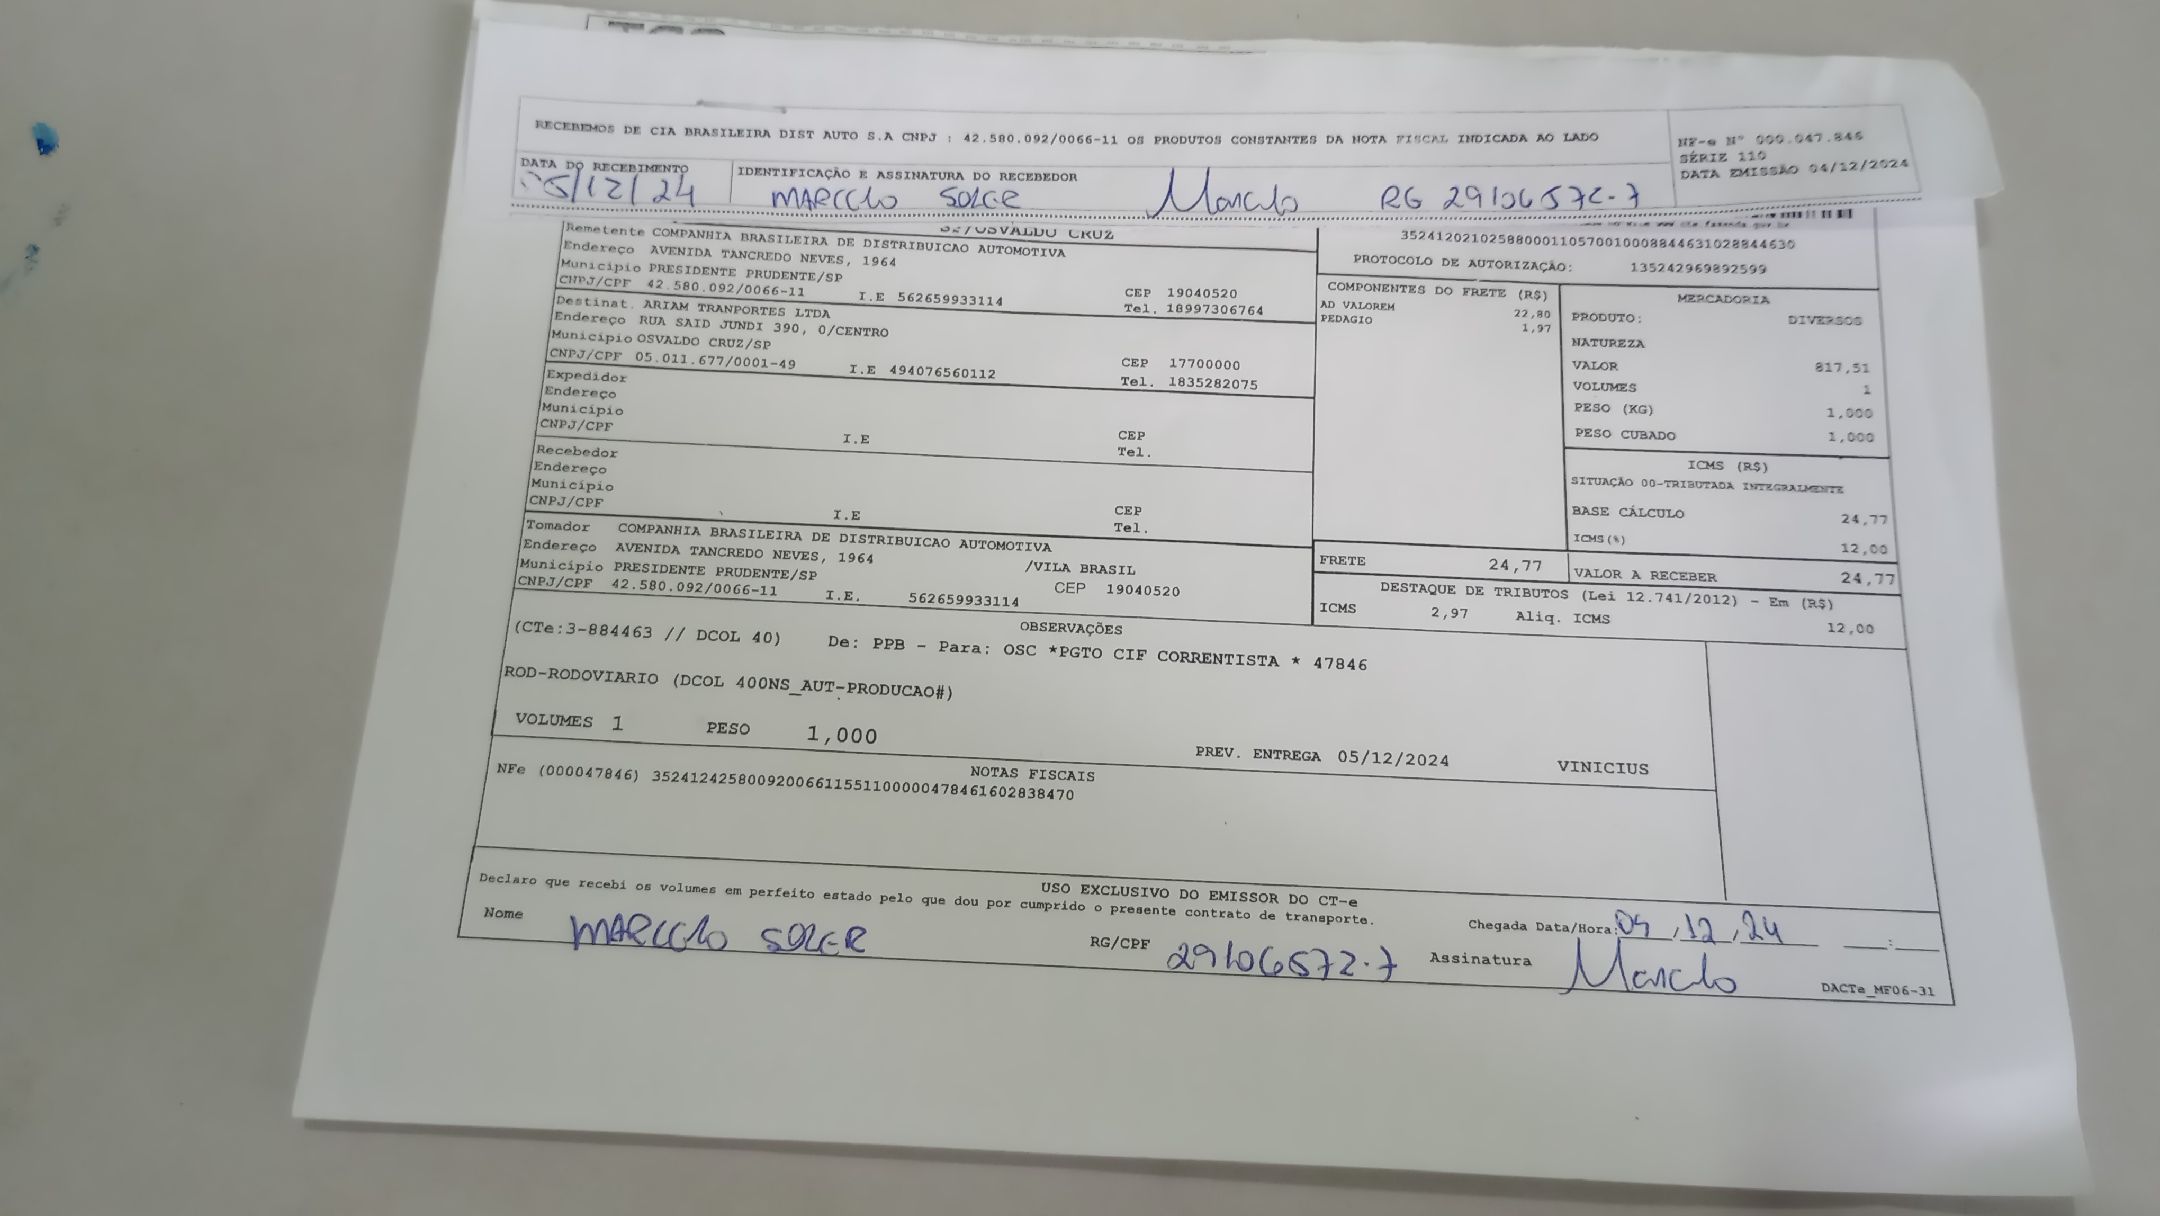 RECEBEMOS DE CIA BRASILEIRA DIST AUTO S.A CNPJ : 42.580.092/0066-11 OS PRODUTOS CONSTANTES DA NOTA FISCAL INDICADA AO LADO
NF-e Nº 000.047.846
SÉRIE 110
DATA EMISSÃO 04/12/2024
DATA DO RECEBIMENTO
05/12/24
IDENTIFICAÇÃO E ASSINATURA DO RECEBEDOR
MARCELO SOLER Marcelo RG 29106572-7
SP/OSVALDO CRUZ
Remetente COMPANHIA BRASILEIRA DE DISTRIBUICAO AUTOMOTIVA
Endereço AVENIDA TANCREDO NEVES, 1964
Município PRESIDENTE PRUDENTE/SP CEP 19040520
CNPJ/CPF 42.580.092/0066-11 I.E 562659933114 Tel. 18997306764
Destinat. ARIAM TRANPORTES LTDA
Endereço RUA SAID JUNDI 390, 0/CENTRO
Município OSVALDO CRUZ/SP CEP 17700000
CNPJ/CPF 05.011.677/0001-49 I.E 494076560112 Tel. 1835282075
Expedidor
Endereço
Município CEP
CNPJ/CPF I.E Tel.
Recebedor
Endereço
Município CEP
CNPJ/CPF I.E Tel.
Tomador COMPANHIA BRASILEIRA DE DISTRIBUICAO AUTOMOTIVA
Endereço AVENIDA TANCREDO NEVES, 1964 /VILA BRASIL
Município PRESIDENTE PRUDENTE/SP CEP 19040520
CNPJ/CPF 42.580.092/0066-11 I.E. 562659933114
35241202102588000110570010008844631028844630
PROTOCOLO DE AUTORIZAÇÃO: 135242969892599
COMPONENTES DO FRETE (R$)
AD VALOREM 22,80
PEDAGIO 1,97
MERCADORIA
PRODUTO: DIVERSOS
NATUREZA
VALOR 817,51
VOLUMES 1
PESO (KG) 1,000
PESO CUBADO 1,000
ICMS (R$)
SITUAÇÃO 00-TRIBUTADA INTEGRALMENTE
BASE CÁLCULO 24,77
ICMS(%) 12,00
FRETE 24,77 VALOR A RECEBER 24,77
DESTAQUE DE TRIBUTOS (Lei 12.741/2012) - Em (R$)
ICMS 2,97 Aliq. ICMS 12,00
OBSERVAÇÕES
(CTe:3-884463 // DCOL 40) De: PPB - Para: OSC *PGTO CIF CORRENTISTA * 47846
ROD-RODOVIARIO (DCOL 400NS_AUT-PRODUCAO#)
VOLUMES 1 PESO 1,000 PREV. ENTREGA 05/12/2024 VINICIUS
NOTAS FISCAIS
NFe (000047846) 35241242580092006611551100000478461602838470
USO EXCLUSIVO DO EMISSOR DO CT-e
Declaro que recebi os volumes em perfeito estado pelo que dou por cumprido o presente contrato de transporte.
Nome MARCELO SOLER RG/CPF 29106572-7 Chegada Data/Hora: 05/12/24 __:__
Assinatura Marcelo
DACTe_MF06-31